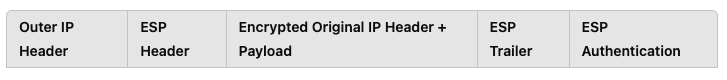 Outer IP Header
ESP Header
Encrypted Original IP Header + Payload
ESP Trailer
ESP Authentication